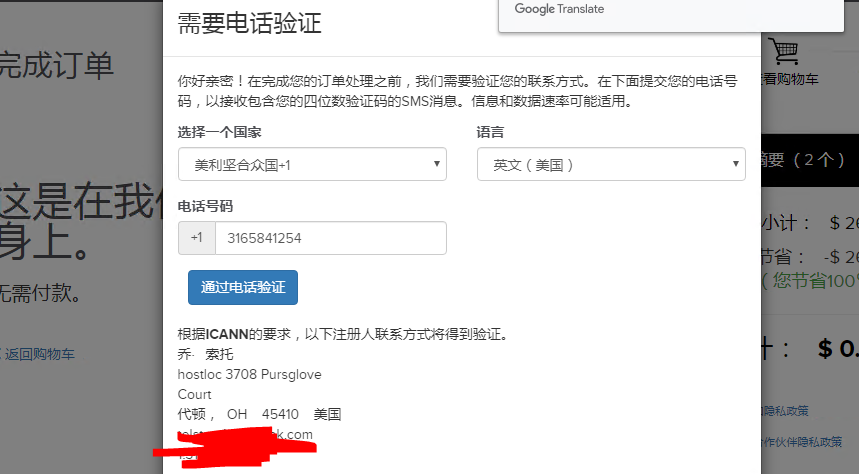 Google Translate
需要电话验证
完成订单
看购物车
你好亲密！在完成您的订单处理之前，我们需要验证您的联系方式。在下面提交您的电话号
码，以接收包含您的四位数验证码的SMS消息。信息和数据速率可能适用。
选择一个国家
语言
美利坚合众国+1
英文（美国）
摘要（2个）
这是在我
身上。
电话号码
+1
3165841254
小计： $ 26
节省： -$ 26
（您节省100%
无需付款。
通过电话验证
根据ICANN的要求，以下注册人联系方式将得到验证。
计： $ 0.
乔· 索托
返回购物车
hostloc 3708 Pursglove
Court
代顿， OH 45410 美国
隐私政策
k.com
合作伙伴隐私政策